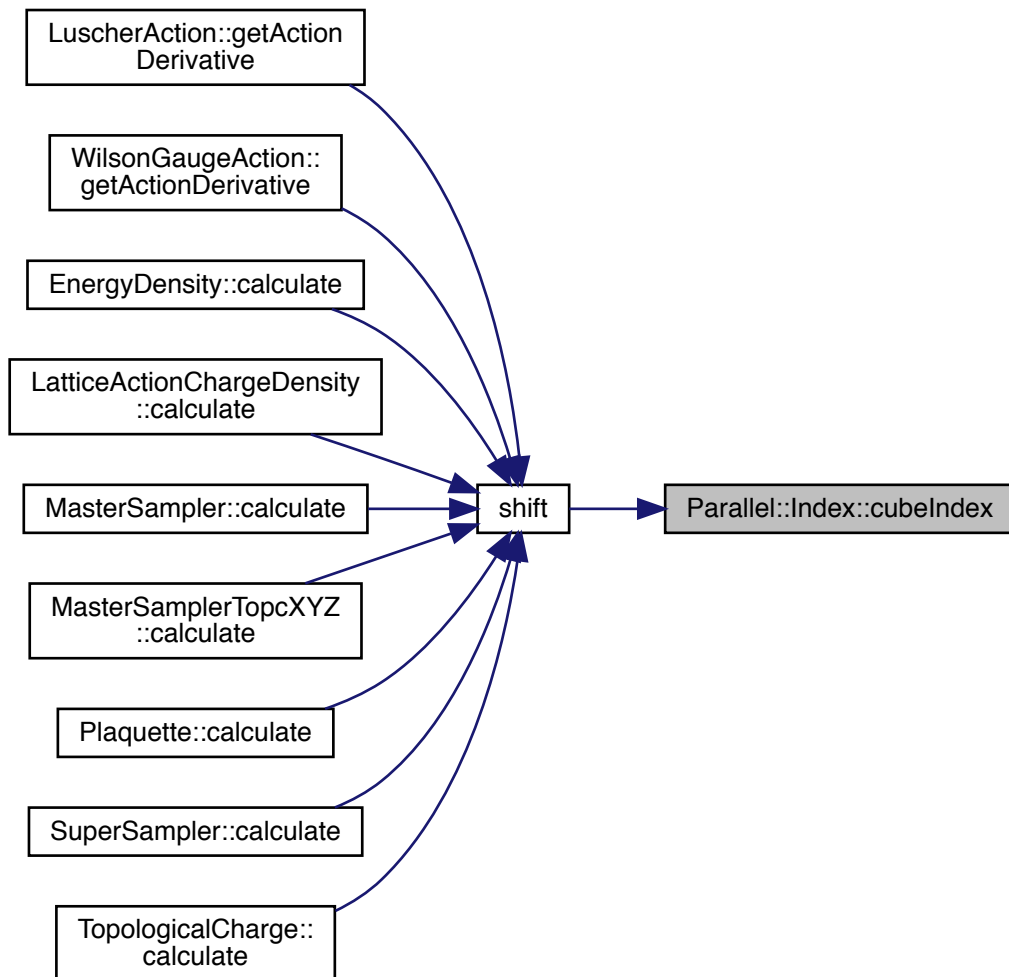 LuscherAction::getAction
Derivative
WilsonGaugeAction::
getActionDerivative
EnergyDensity::calculate
LatticeActionChargeDensity
::calculate
MasterSampler::calculate
shift
Parallel::Index::cubeIndex
MasterSamplerTopcXYZ
::calculate
Plaquette::calculate
SuperSampler::calculate
TopologicalCharge::
calculate